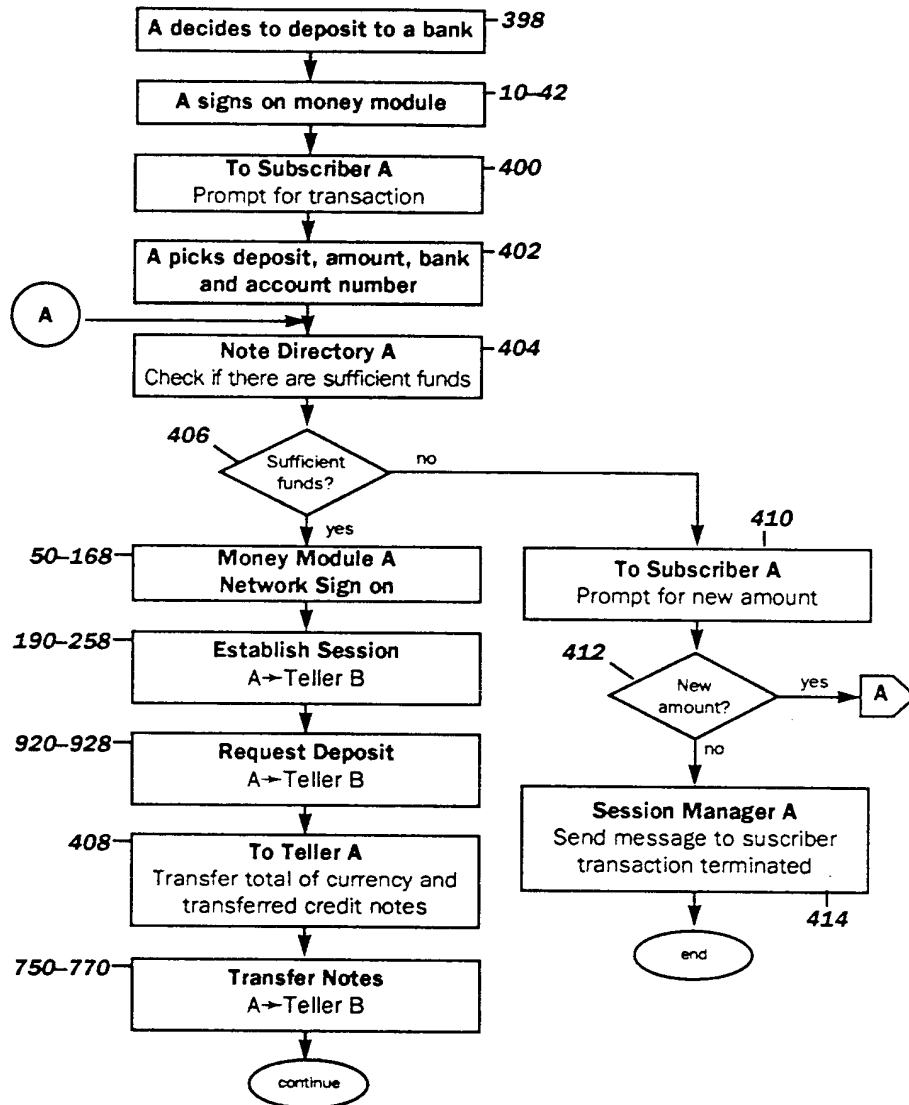 A decides to deposit to a bank
398
A signs on money module
10–42
To Subscriber A
Prompt for transaction
400
A picks deposit, amount, bank
and account number
402
A
Note Directory A
Check if there are sufficient funds
404
406
Sufficient
funds?
no
yes
50–168
Money Module A
Network Sign on
190–258
Establish Session
A→Teller B
920–928
Request Deposit
A→Teller B
408
To Teller A
Transfer total of currency and
transferred credit notes
750–770
Transfer Notes
A→Teller B
continue
410
To Subscriber A
Prompt for new amount
412
New
amount?
yes
A
no
Session Manager A
Send message to suscriber
transaction terminated
414
end